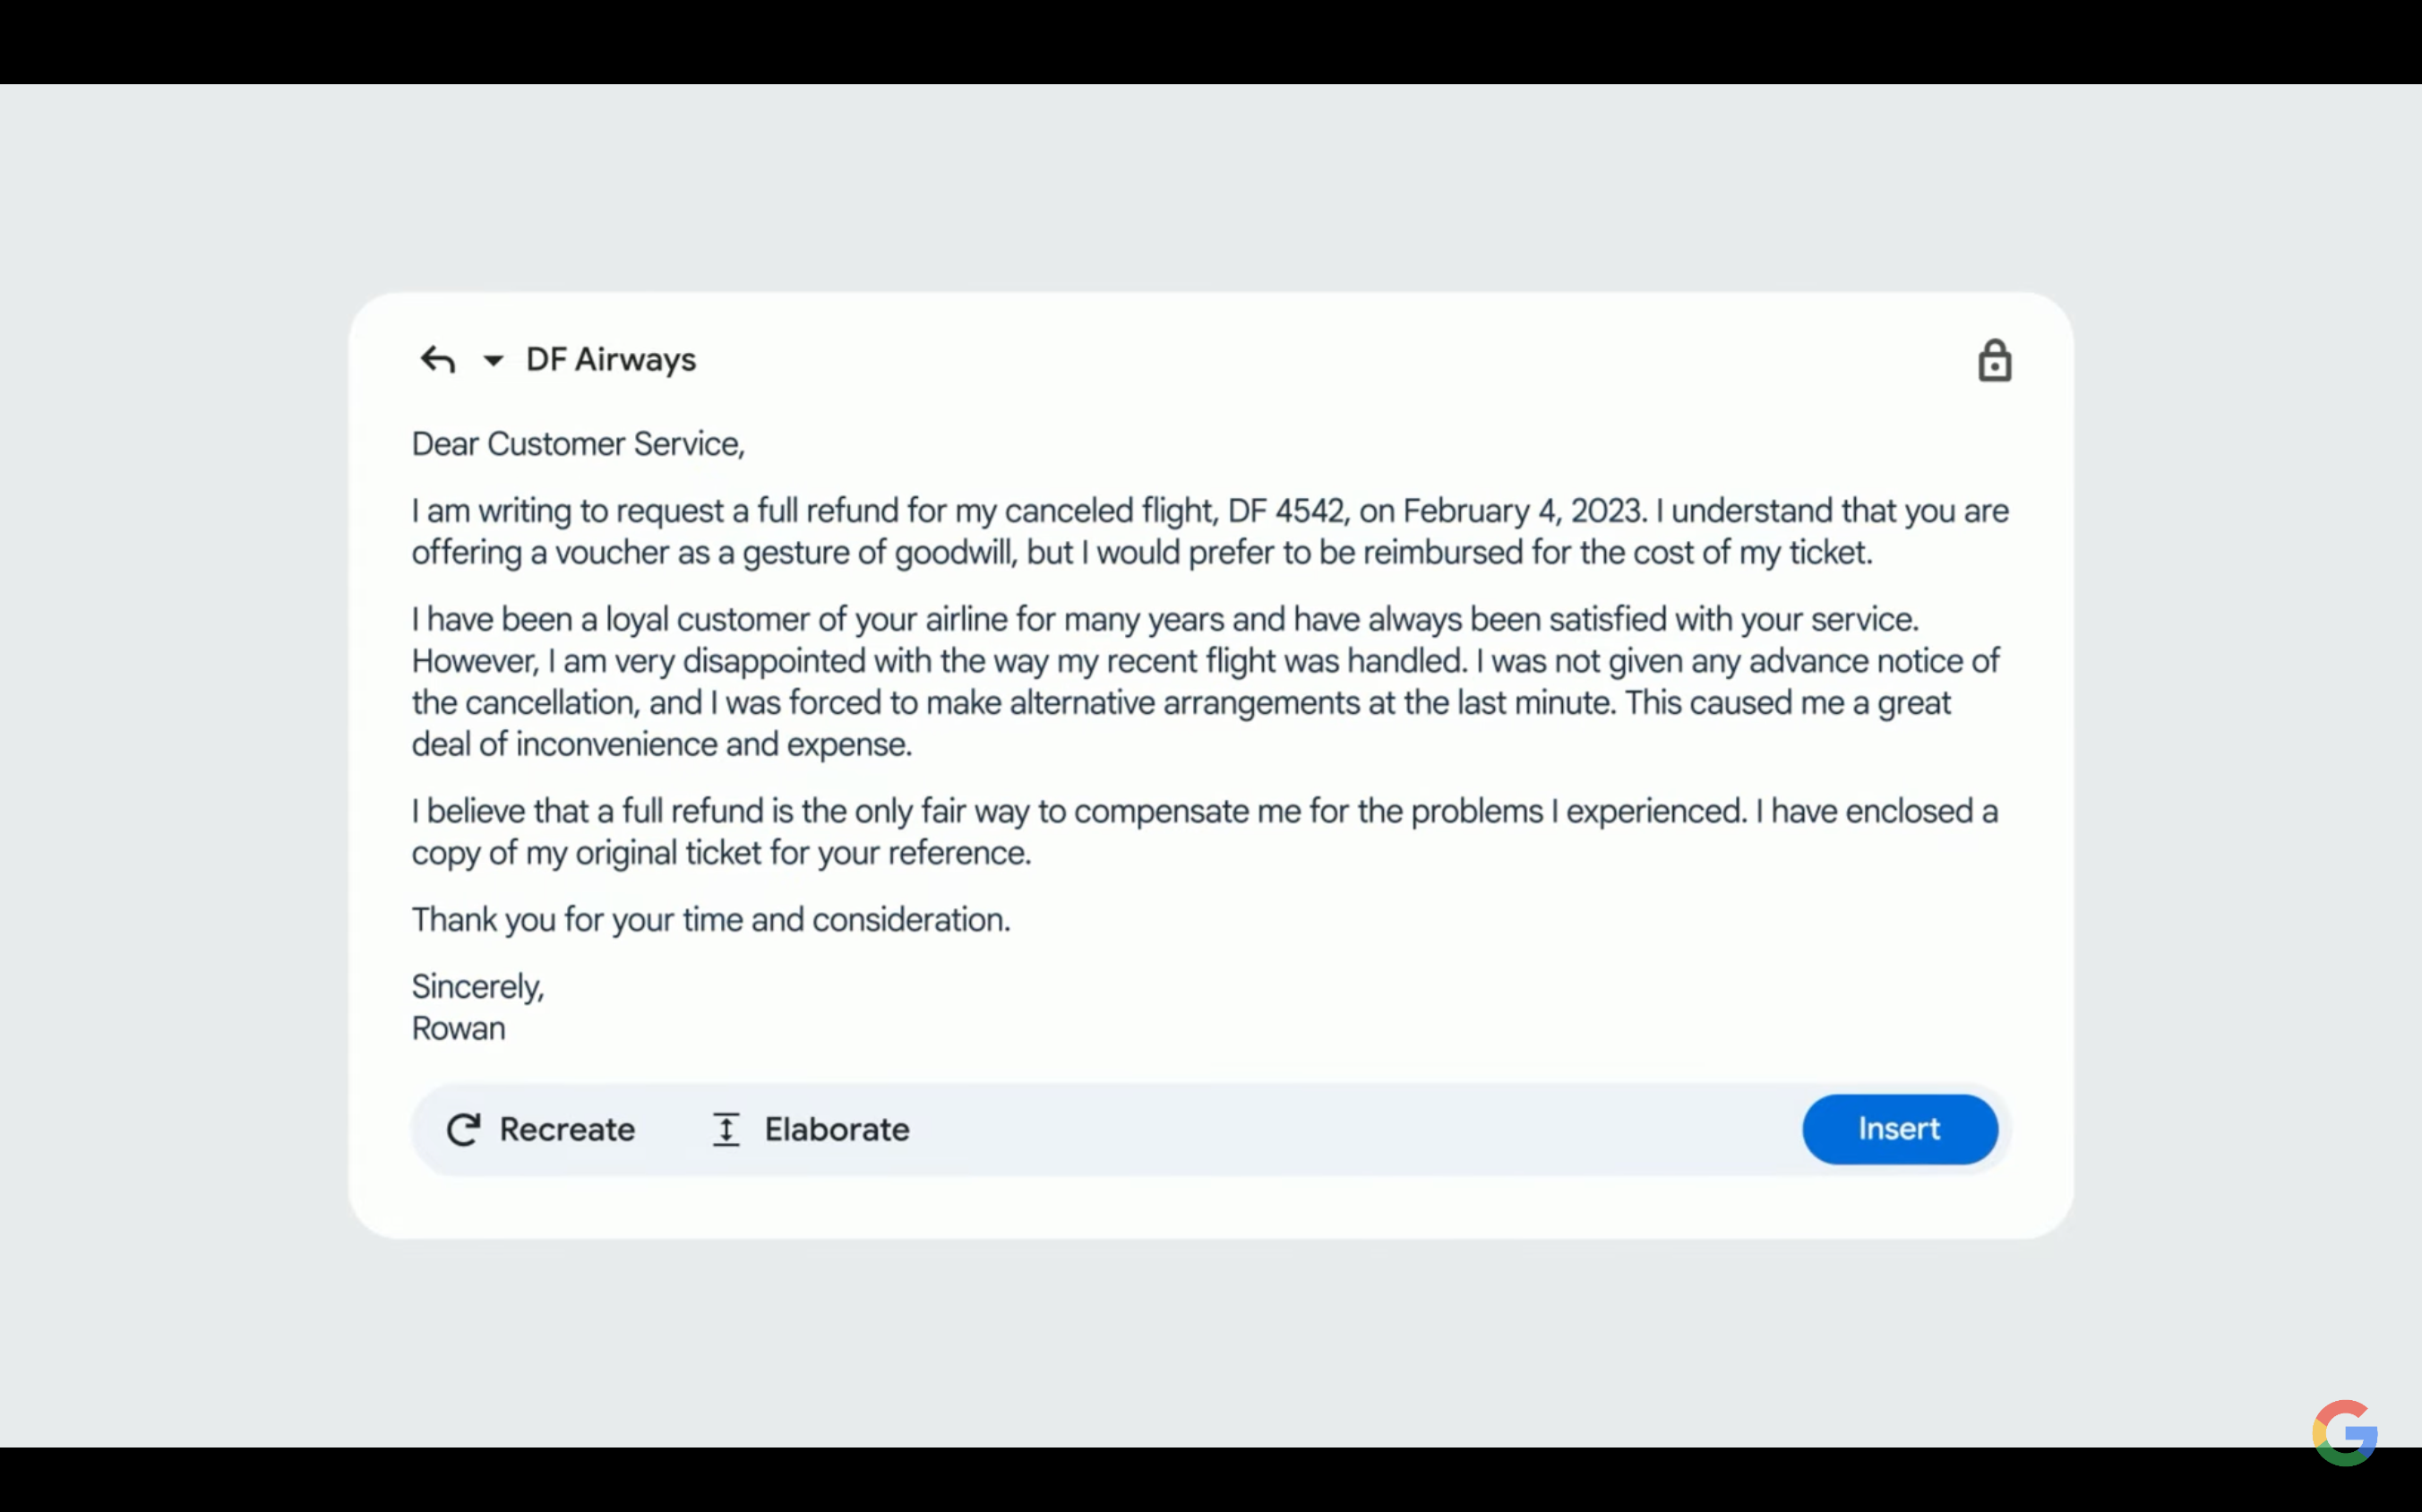 DF Airways
Dear Customer Service,
I am writing to request a full refund for my canceled flight, DF 4542, on February 4, 2023. I understand that you are
offering a voucher as a gesture of goodwill, but I would prefer to be reimbursed for the cost of my ticket.
I have been a loyal customer of your airline for many years and have always been satisfied with your service.
However, I am very disappointed with the way my recent flight was handled. I was not given any advance notice of
the cancellation, and I was forced to make alternative arrangements at the last minute. This caused me a great
deal of inconvenience and expense.
I believe that a full refund is the only fair way to compensate me for the problems I experienced. I have enclosed a
copy of my original ticket for your reference.
Thank you for your time and consideration.
Sincerely,
Rowan
Recreate Elaborate Insert
G